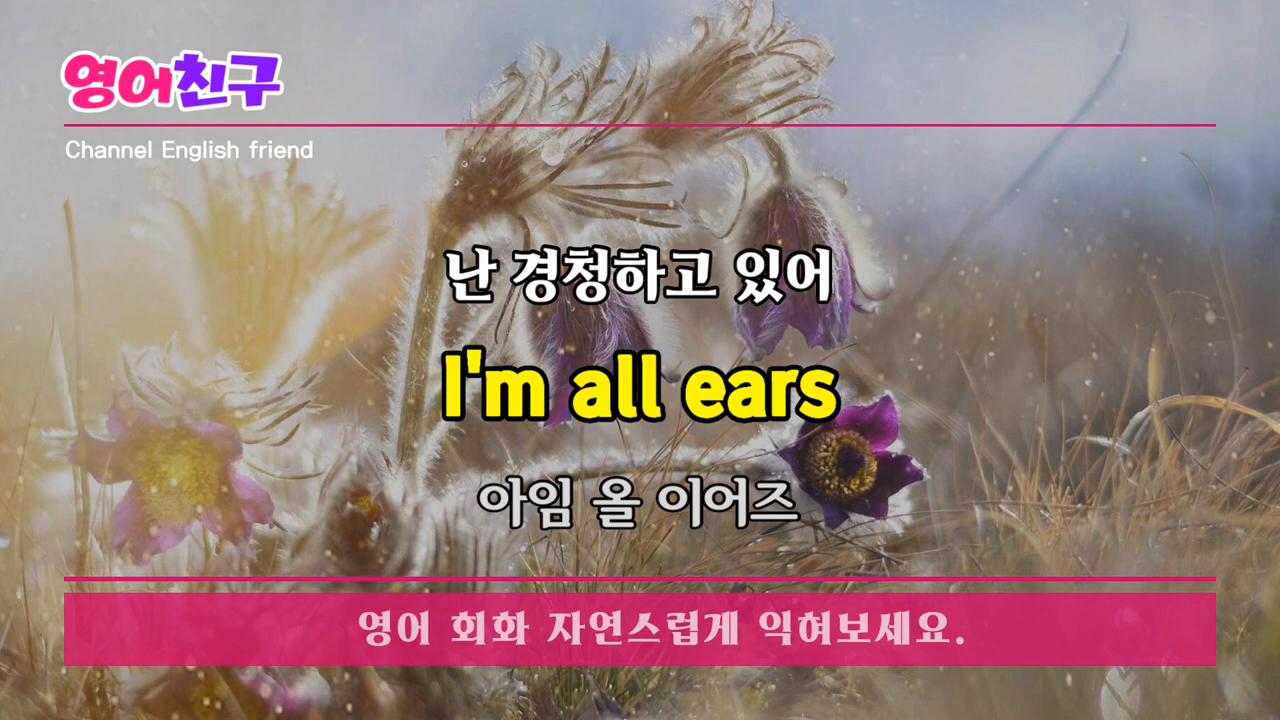 영어친구
Channel English friend
난 경청하고 있어
I'm all ears
아임 올 이어즈
영어 회화 자연스럽게 익혀보세요.